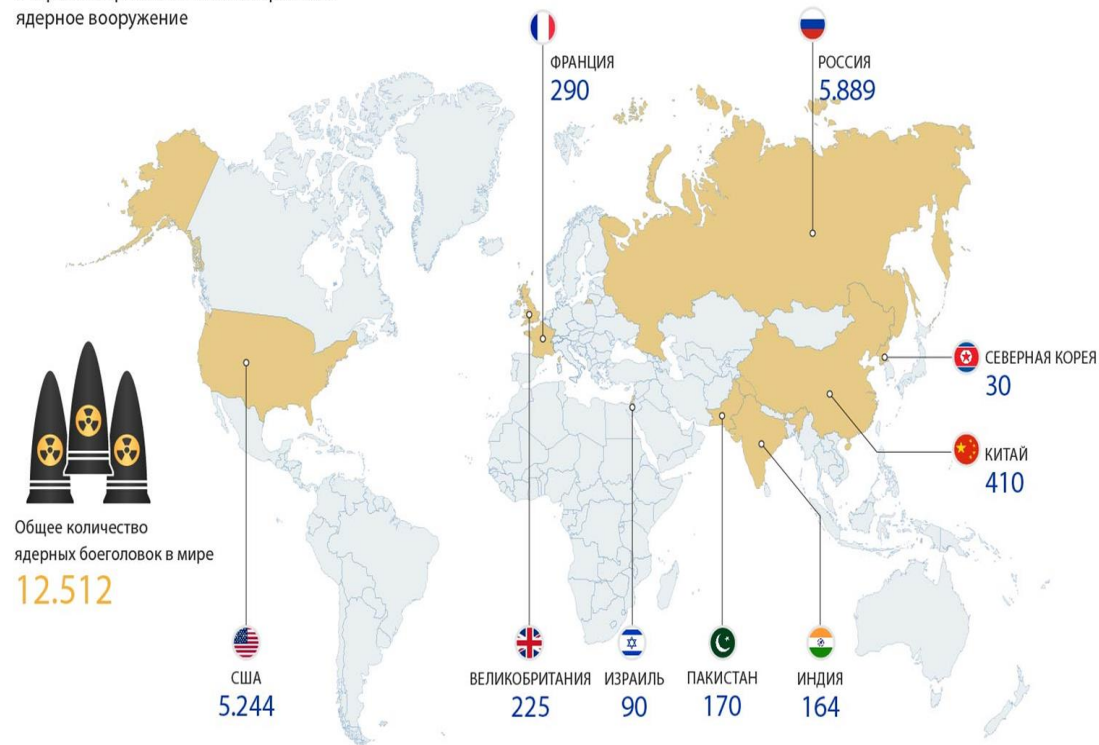 ядерное вооружение
ФРАНЦИЯ
290
РОССИЯ
5.889
СЕВЕРНАЯ КОРЕЯ
30
КИТАЙ
410
Общее количество
ядерных боеголовок в мире
12.512
США
5.244
ВЕЛИКОБРИТАНИЯ
225
ИЗРАИЛЬ
90
ПАКИСТАН
170
ИНДИЯ
164